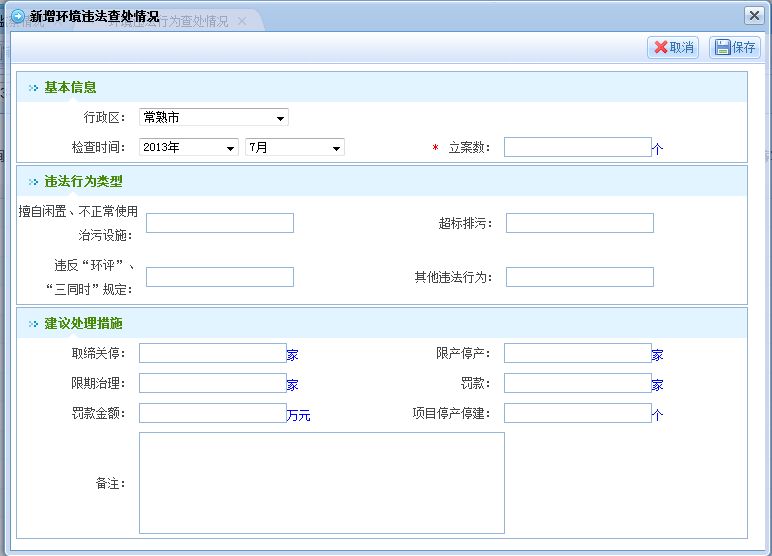 新增环境违法查处情况
环境违法行为查处情况
取消 保存
基本信息
行政区： 常熟市
检查时间： 2013年 7月 * 立案数： 个
违法行为类型
擅自闲置、不正常使用
治污设施： 超标排污：
违反“环评”、
“三同时”规定： 其他违法行为：
建议处理措施
取缔关停： 家 限产停产： 家
限期治理： 家 罚款： 家
罚款金额： 万元 项目停产停建： 个
备注：